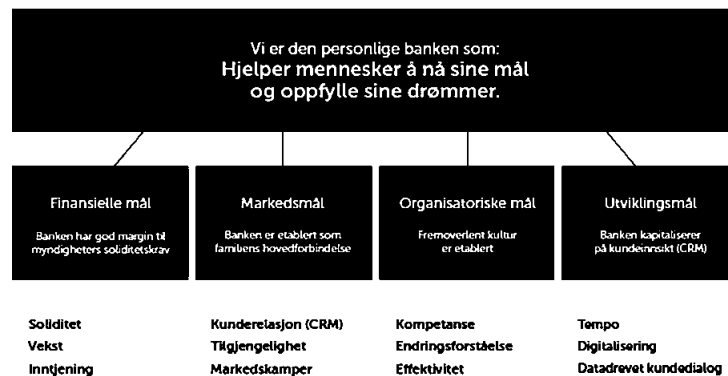 Vi er den personlige banken som:
Hjelper mennesker å nå sine mål
og oppfylle sine drømmer.
Finansielle mål
Banken har god margin til
myndigheters soliditetskrav
Markedsmål
Banken er etablert som
familiens hovedforbindelse
Organisatoriske mål
Fremoverlent kultur
er etablert
Utviklingsmål
Banken kapitaliserer
på kundeinnsikt (CRM)
Soliditet
Vekst
Inntjening
Kunderelasjon (CRM)
Tilgjengelighet
Markedskamper
Kompetanse
Endringsforståelse
Effektivitet
Tempo
Digitalisering
Datadrevet kundedialog